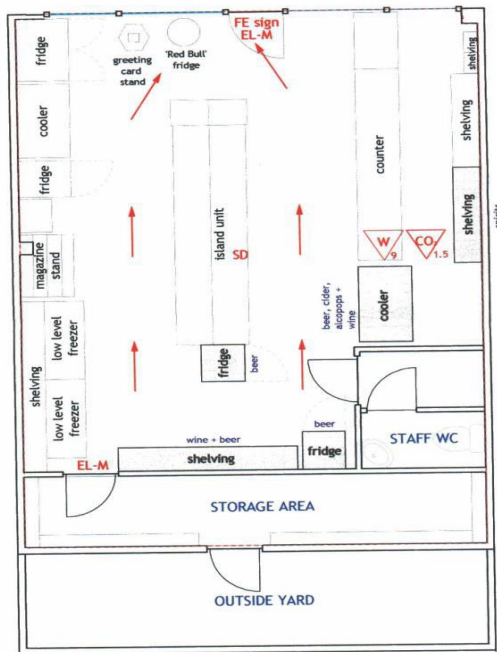 FE sign
EL-M
fridge
greeting
card
stand
'Red Bull'
fridge
shelving
cooler
counter
shelving
fridge
island unit
shelving
spirits
magazine
stand
SD
W
9
CO₂
1.5
beer, cider,
alcopops +
wine
cooler
shelving
low level
freezer
fridge
beer
low level
freezer
wine + beer
shelving
beer
fridge
STAFF WC
EL-M
STORAGE AREA
OUTSIDE YARD